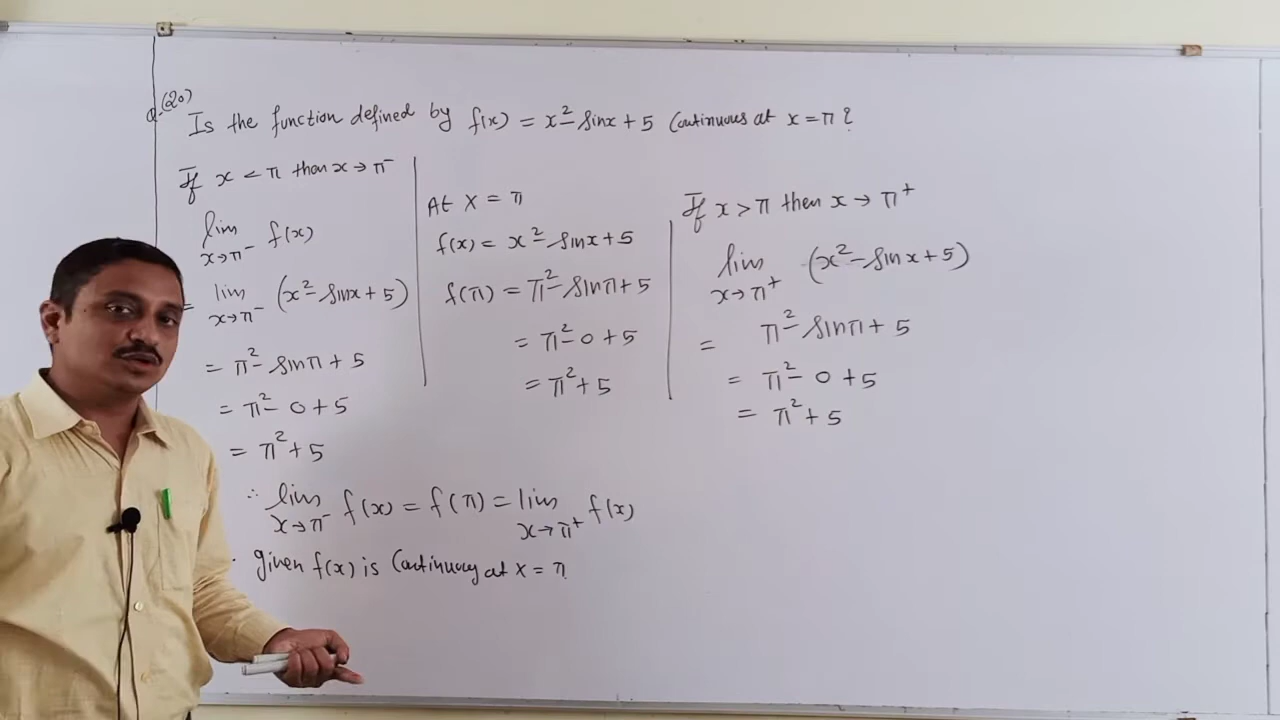 Q.(20)
Is the function defined by f(x) = x² - sinx + 5 Continuous at x = π?
If x < π then x → π⁻
lim x→π⁻ f(x)
= lim x→π⁻ (x² - sinx + 5)
= π² - sinπ + 5
= π² - 0 + 5
= π² + 5
At x = π
f(x) = x² - sinx + 5
f(π) = π² - sinπ + 5
= π² - 0 + 5
= π² + 5
If x > π then x → π⁺
lim x→π⁺ (x² - sinx + 5)
= π² - sinπ + 5
= π² - 0 + 5
= π² + 5
∴ lim x→π⁻ f(x) = f(π) = lim x→π⁺ f(x)
given f(x) is Continuous at x = π.